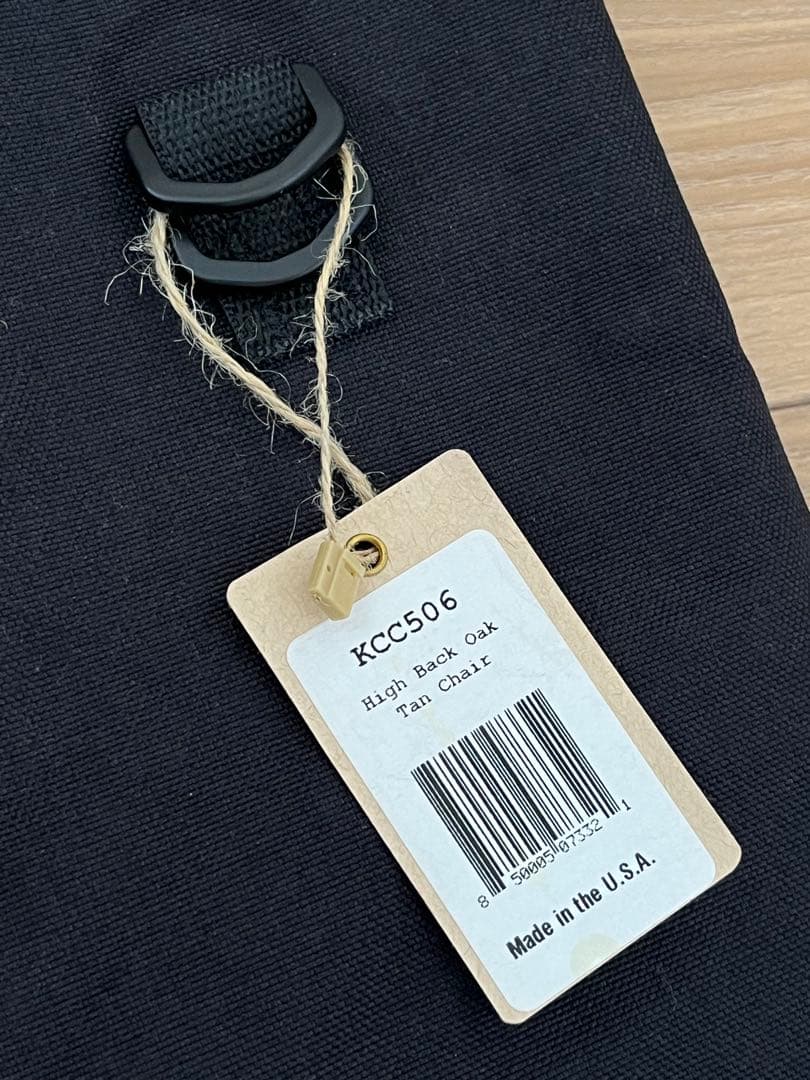 KCC506
High Back Oak
Tan Chair
8 50005 07332 1
Made in the U.S.A.